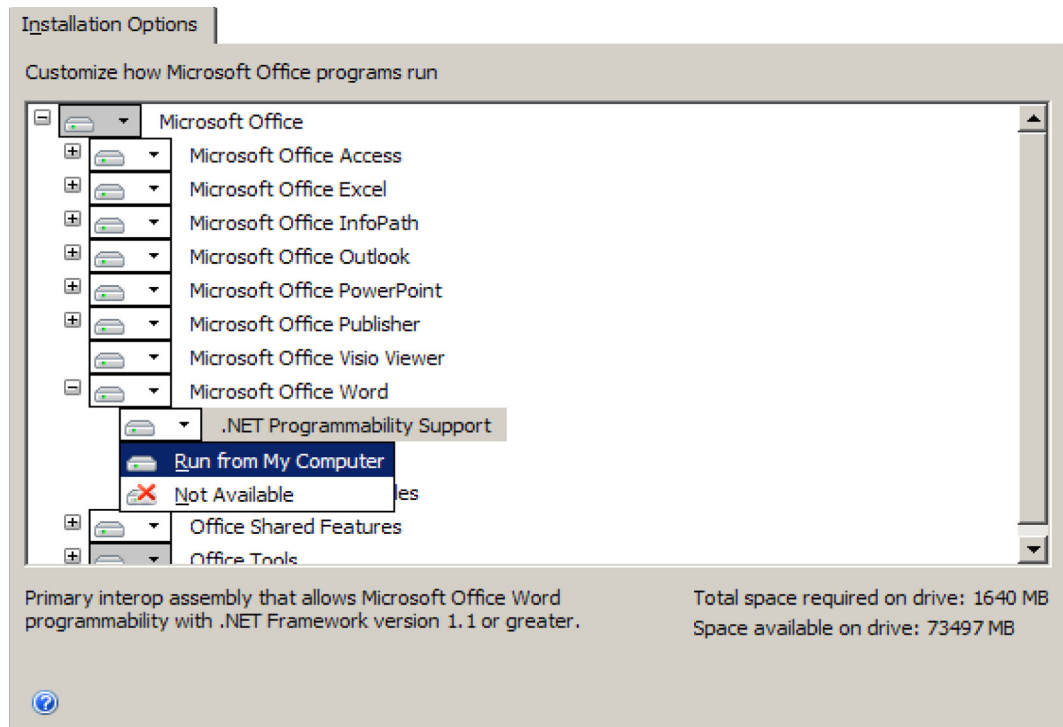 Installation Options
Customize how Microsoft Office programs run
Microsoft Office
Microsoft Office Access
Microsoft Office Excel
Microsoft Office InfoPath
Microsoft Office Outlook
Microsoft Office PowerPoint
Microsoft Office Publisher
Microsoft Office Visio Viewer
Microsoft Office Word
.NET Programmability Support
Run from My Computer
Not Available
les
Office Shared Features
Office Tools
Primary interop assembly that allows Microsoft Office Word
programmability with .NET Framework version 1.1 or greater.
Total space required on drive: 1640 MB
Space available on drive: 73497 MB